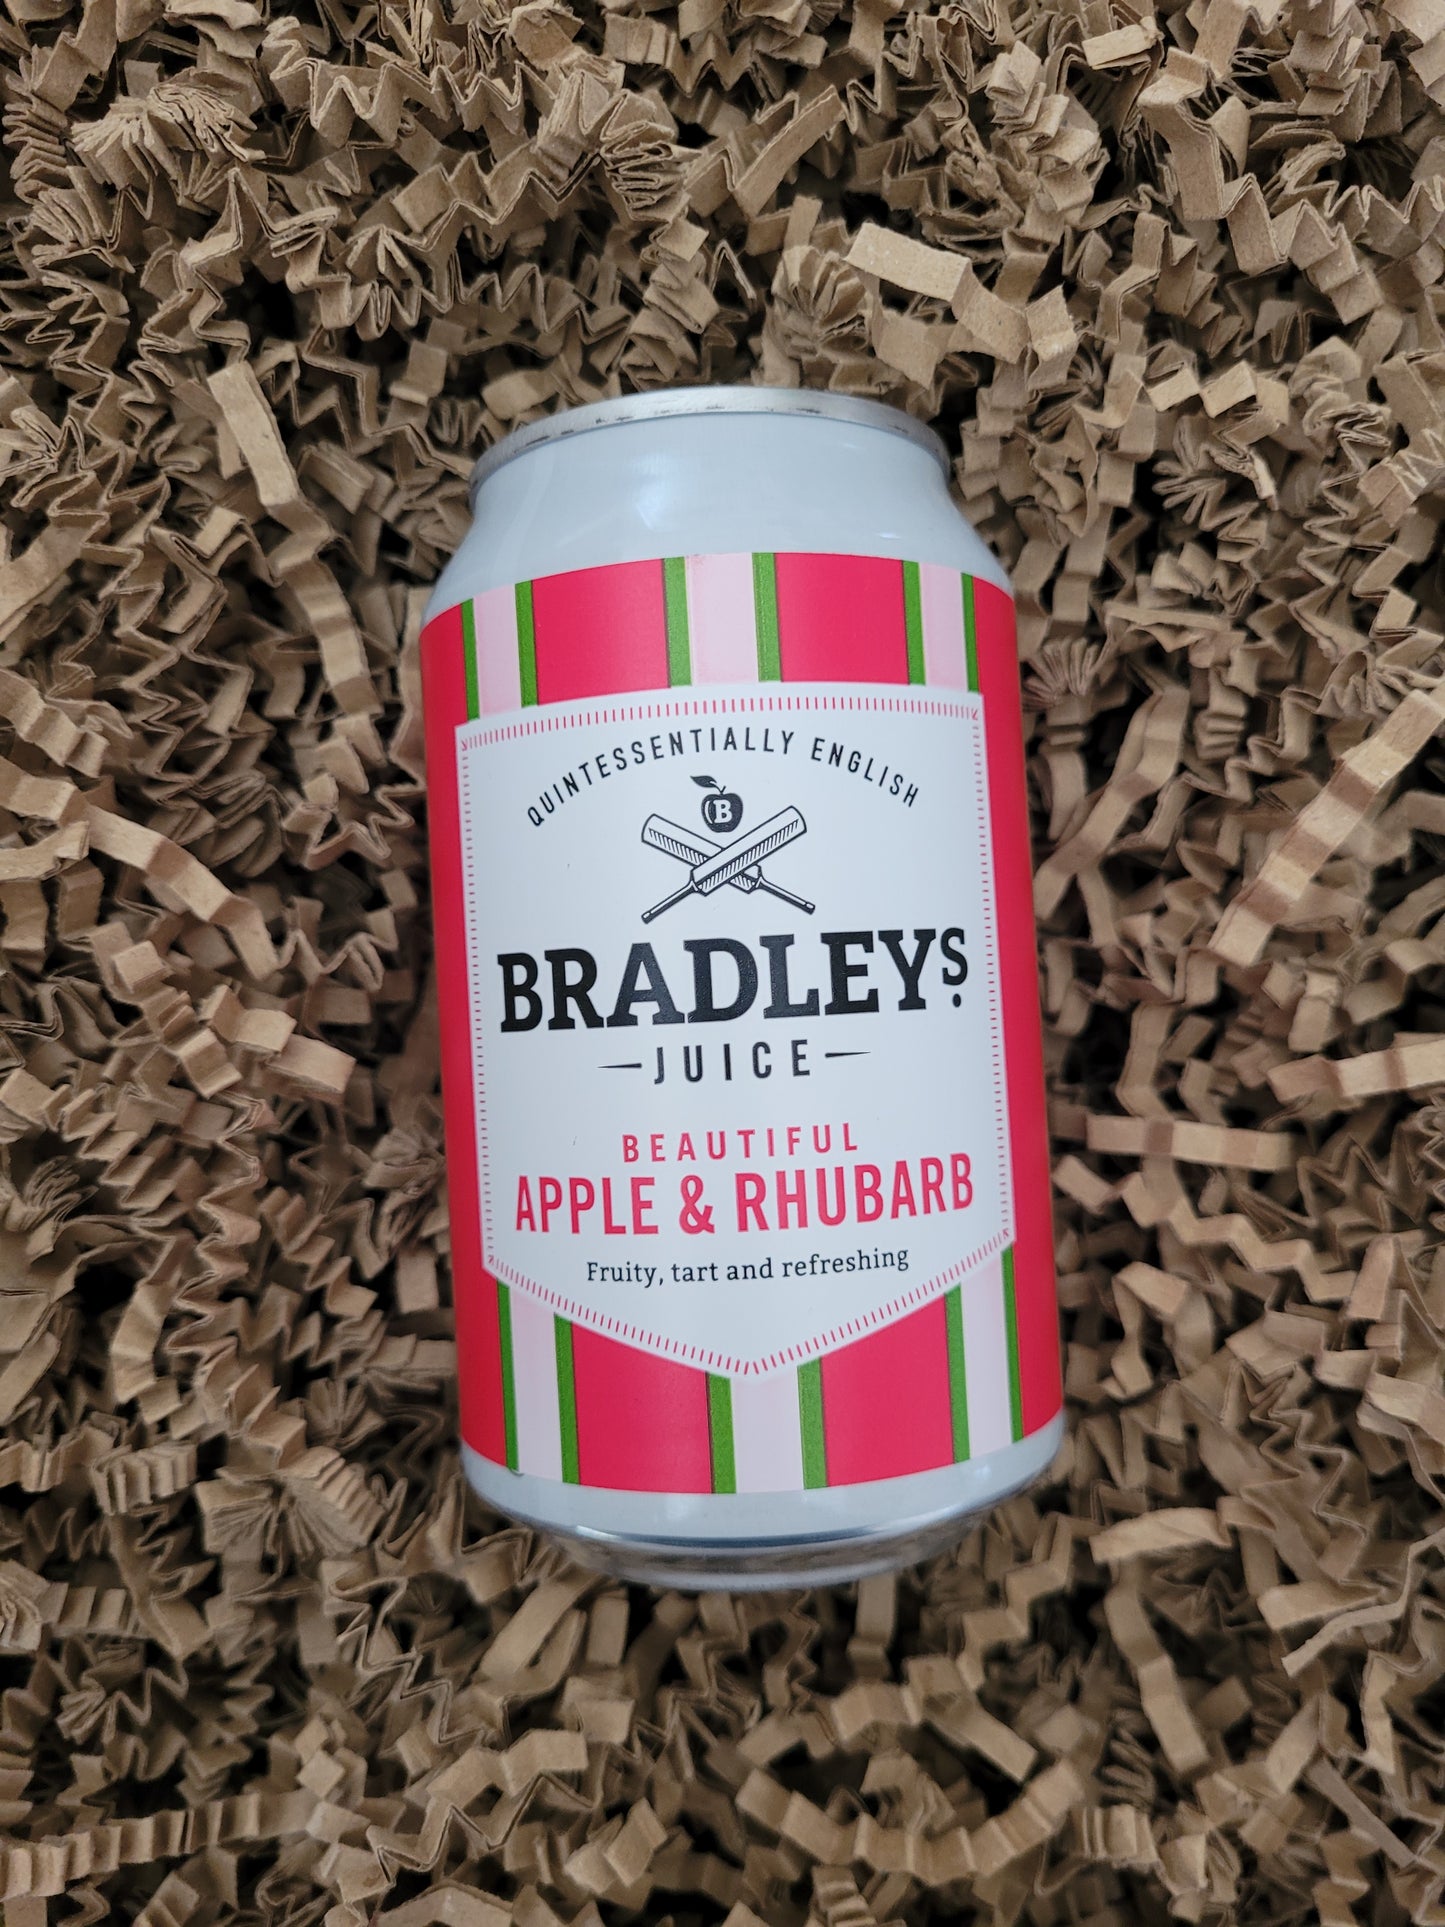 QUINTESSENTIALLY ENGLISH
B
BRADLEYS
JUICE
BEAUTIFUL
APPLE & RHUBARB
Fruity, tart and refreshing